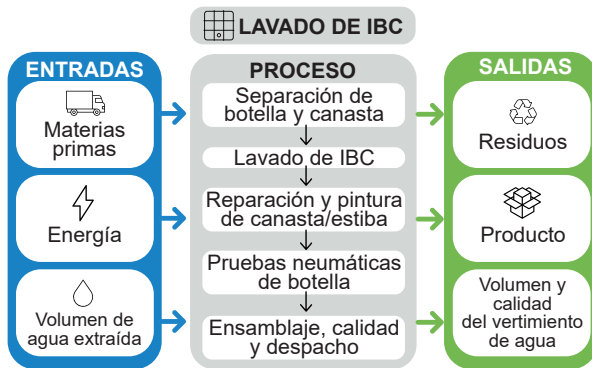 LAVADO DE IBC
ENTRADAS
Materias
primas
Energía
Volumen de
agua extraída
PROCESO
Separación de
botella y canasta
Lavado de IBC
Reparación y pintura
de canasta/estiba
Pruebas neumáticas
de botella
Ensamblaje, calidad
y despacho
SALIDAS
Residuos
Producto
Volumen y
calidad
del vertimiento
de agua